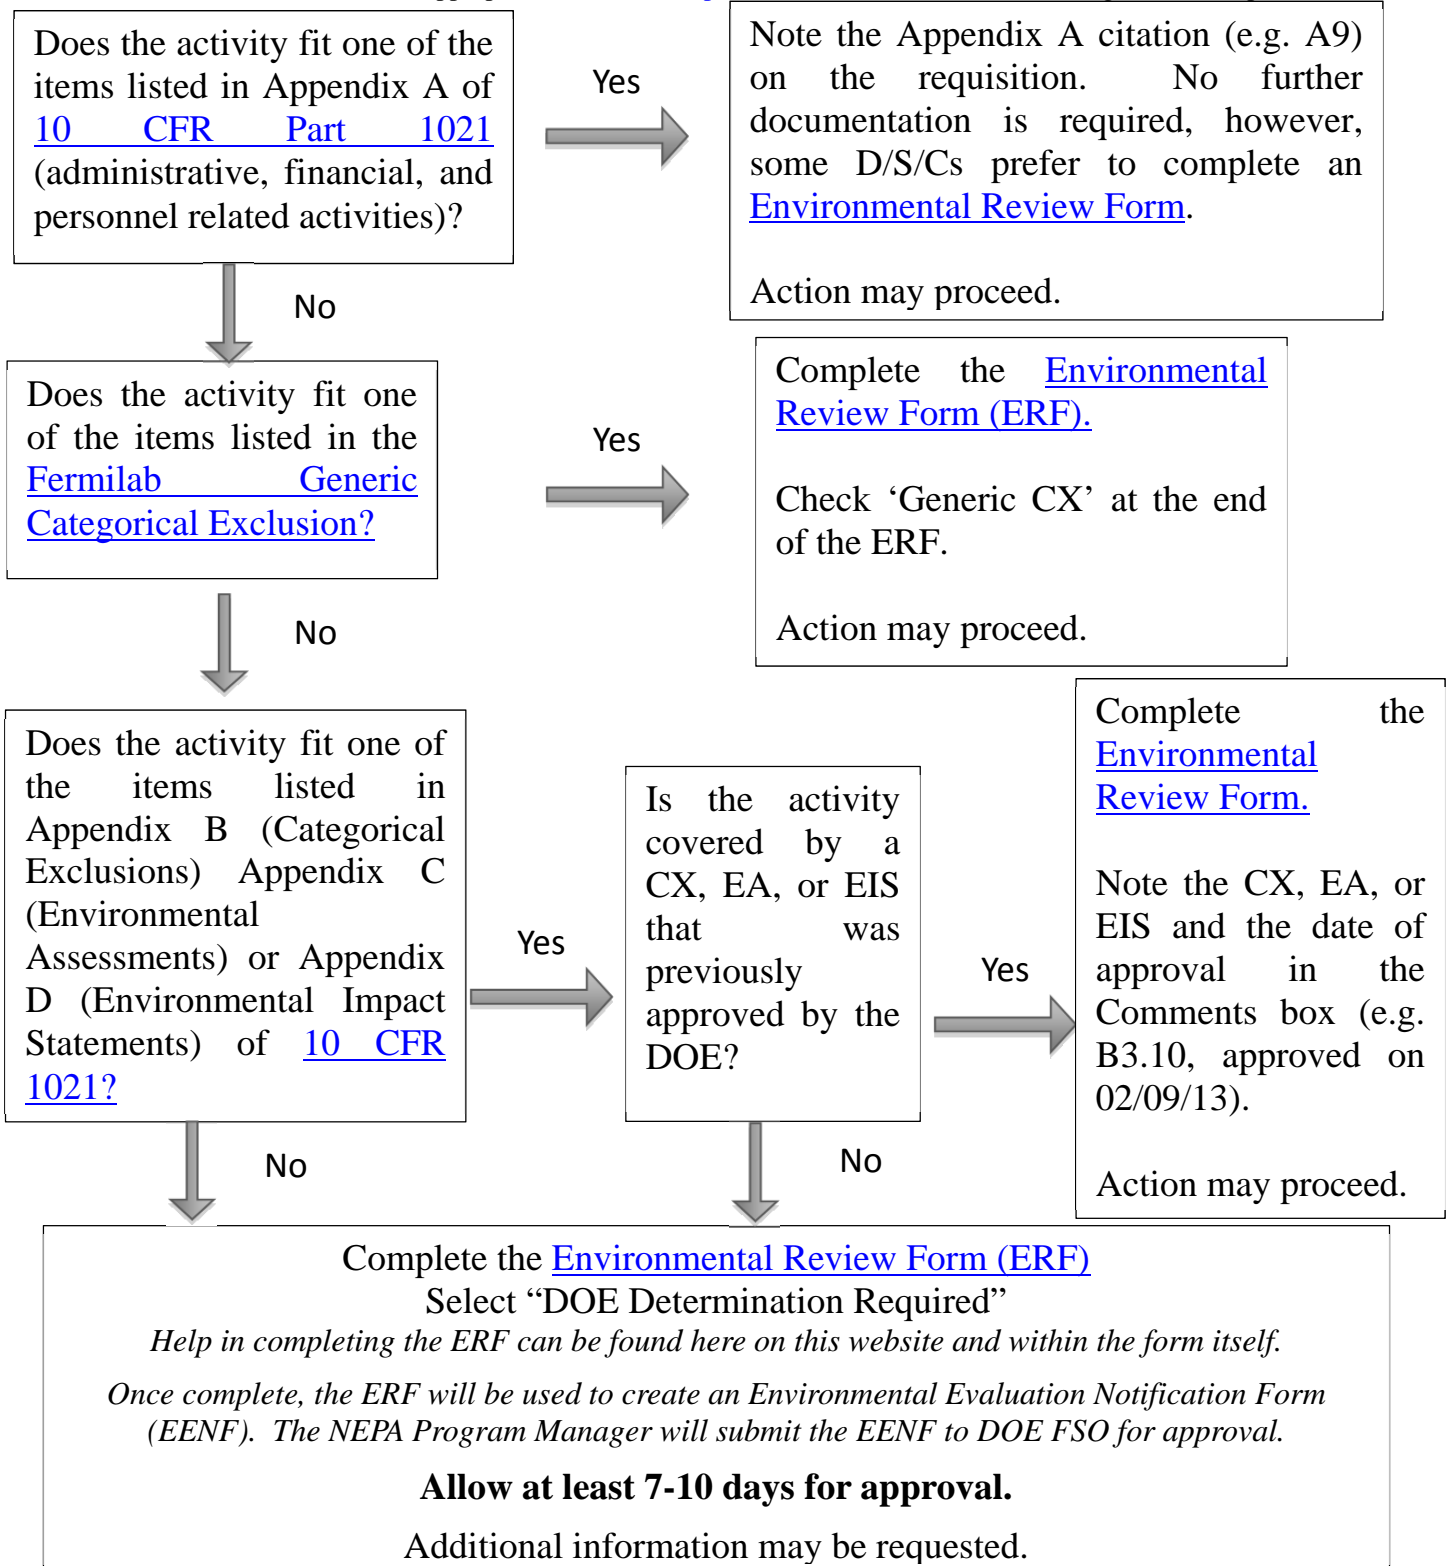 Does the activity fit one of the
items listed in Appendix A of
10 CFR Part 1021
(administrative, financial, and
personnel related activities)?
Yes
Note the Appendix A citation (e.g. A9)
on the requisition. No further
documentation is required, however,
some D/S/Cs prefer to complete an
Environmental Review Form.
Action may proceed.
No
Does the activity fit one
of the items listed in the
Fermilab Generic
Categorical Exclusion?
Yes
Complete the Environmental
Review Form (ERF).
Check ‘Generic CX’ at the end
of the ERF.
Action may proceed.
No
Does the activity fit one of
the items listed in
Appendix B (Categorical
Exclusions) Appendix C
(Environmental
Assessments) or Appendix
D (Environmental Impact
Statements) of 10 CFR
1021?
Yes
Is the activity
covered by a
CX, EA, or EIS
that was
previously
approved by the
DOE?
Yes
Complete the
Environmental
Review Form.
Note the CX, EA, or
EIS and the date of
approval in the
Comments box (e.g.
B3.10, approved on
02/09/13).
Action may proceed.
No
No
Complete the Environmental Review Form (ERF)
Select “DOE Determination Required”
Help in completing the ERF can be found here on this website and within the form itself.
Once complete, the ERF will be used to create an Environmental Evaluation Notification Form
(EENF). The NEPA Program Manager will submit the EENF to DOE FSO for approval.
Allow at least 7-10 days for approval.
Additional information may be requested.